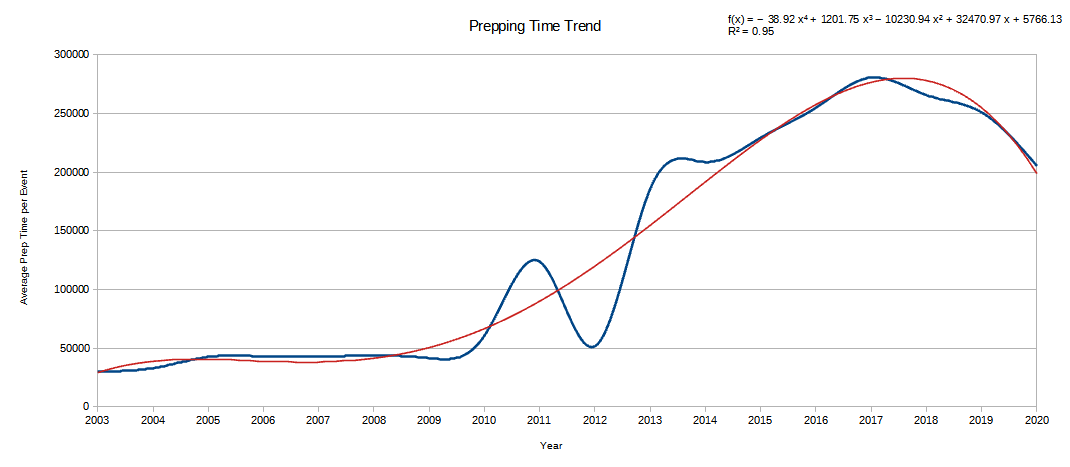 Prepping Time Trend
f(x) = − 38.92 x⁴ + 1201.75 x³ − 10230.94 x² + 32470.97 x + 5766.13
R² = 0.95
300000
250000
200000
150000
100000
50000
0
Average Prep Time per Event
2003 2004 2005 2006 2007 2008 2009 2010 2011 2012 2013 2014 2015 2016 2017 2018 2019 2020
Year